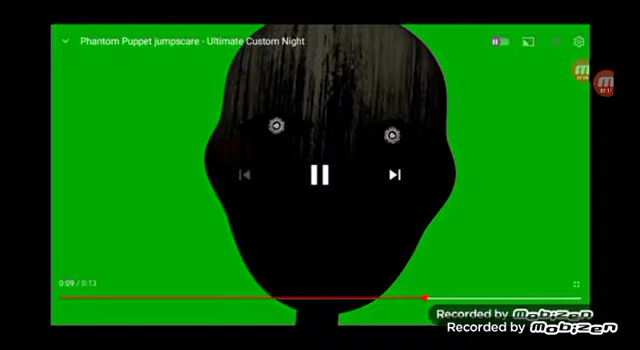 Phantom Puppet jumpscare - Ultimate Custom Night
0:09 / 0:13
Recorded by Mobizen
Recorded by Mobizen